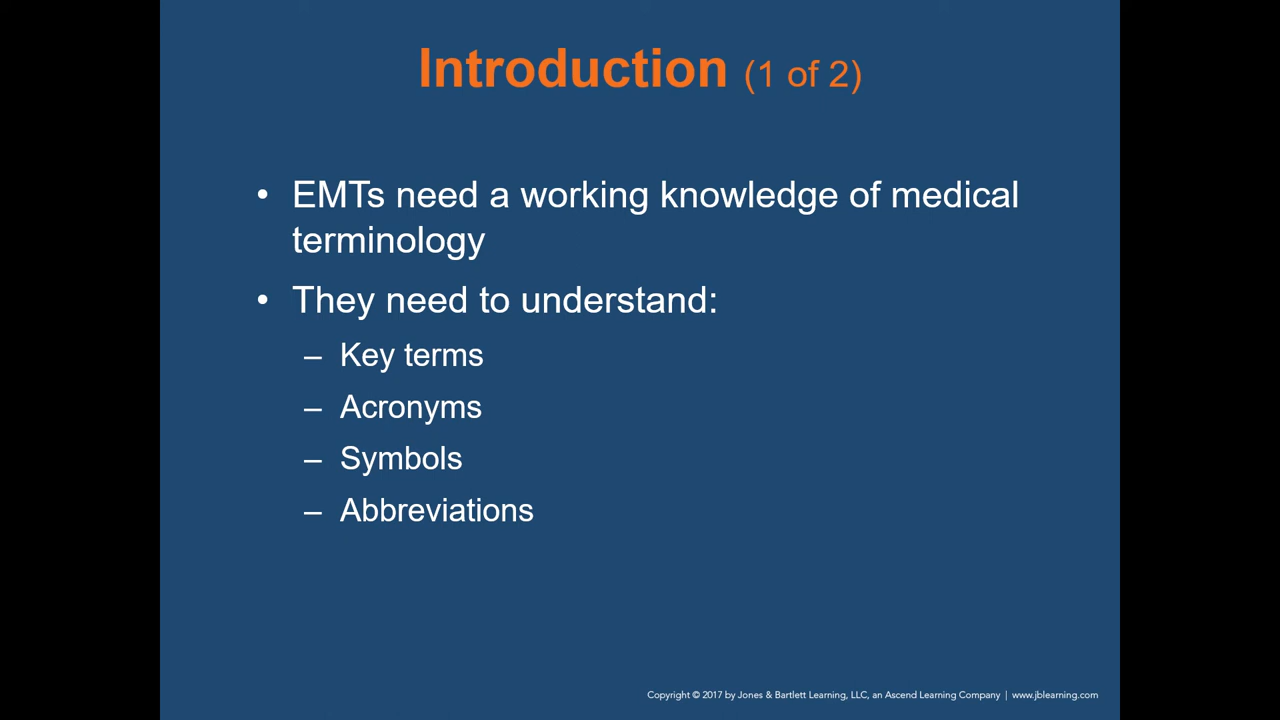 Introduction (1 of 2)
• EMTs need a working knowledge of medical
terminology
• They need to understand:
– Key terms
– Acronyms
– Symbols
– Abbreviations
Copyright © 2017 by Jones & Bartlett Learning, LLC, an Ascend Learning Company | www.jblearning.com